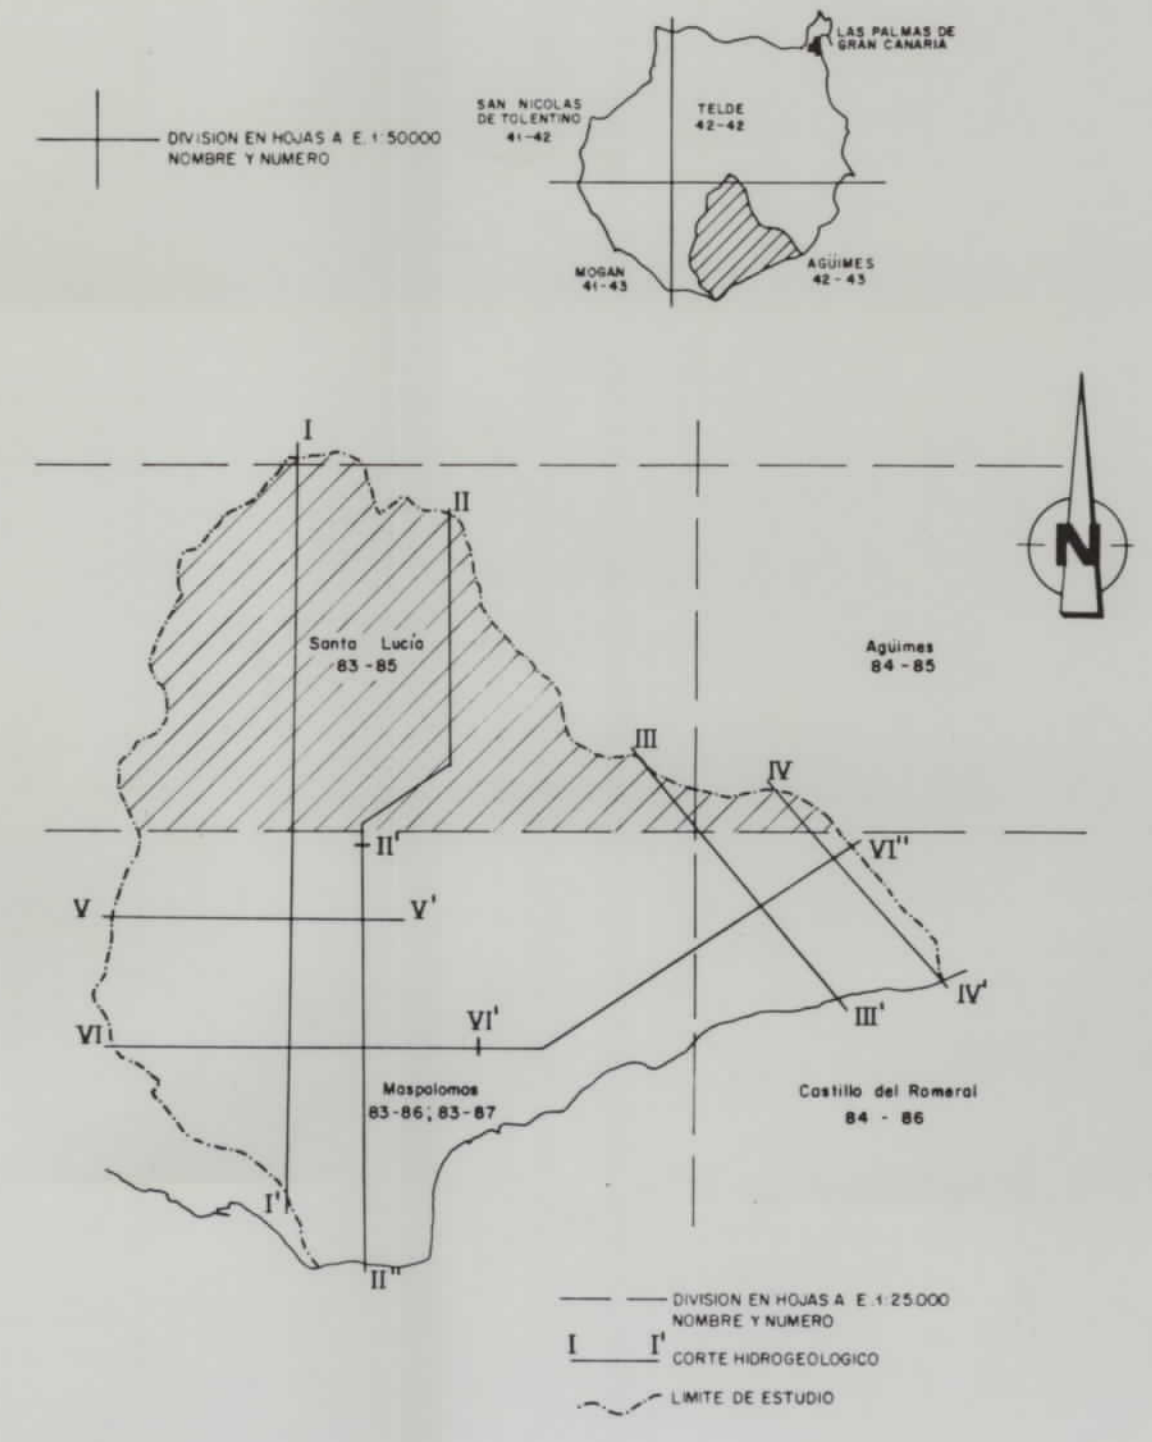 LAS PALMAS DE
GRAN CANARIA
SAN NICOLAS
DE TOLENTINO
41-42
TELDE
42-42
DIVISION EN HOJAS A E. 1:50000
NOMBRE Y NUMERO
MOGAN
41-43
AGÜIMES
42-43
I
II
N
Santa Lucía
83-85
Agüimes
84-85
III
IV
II'
VI"
V
V'
IV'
III'
VI
VI'
Maspalomas
83-86; 83-87
Castillo del Romeral
84 - 86
I'
II"
DIVISION EN HOJAS A E. 1:25.000
NOMBRE Y NUMERO
I I'
CORTE HIDROGEOLOGICO
LIMITE DE ESTUDIO